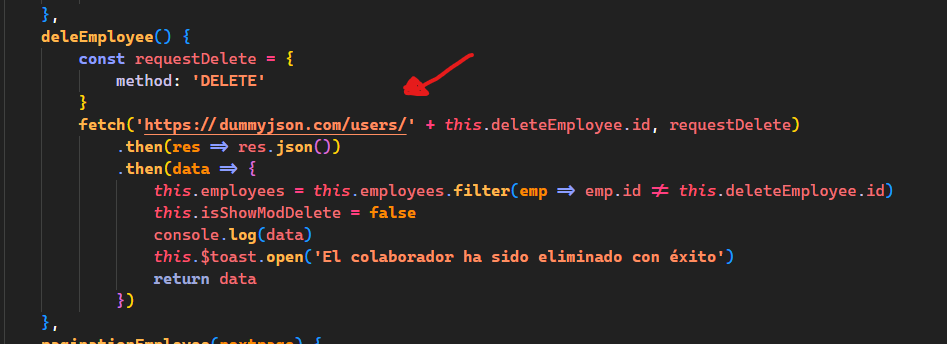 },
deleEmployee() {
const requestDelete = {
method: 'DELETE'
}
fetch('https://dummyjson.com/users/' + this.deleteEmployee.id, requestDelete)
.then(res => res.json())
.then(data => {
this.employees = this.employees.filter(emp => emp.id != this.deleteEmployee.id)
this.isShowModDelete = false
console.log(data)
this.$toast.open('El colaborador ha sido eliminado con éxito')
return data
})
},
paginationEmployee(nextpage) {